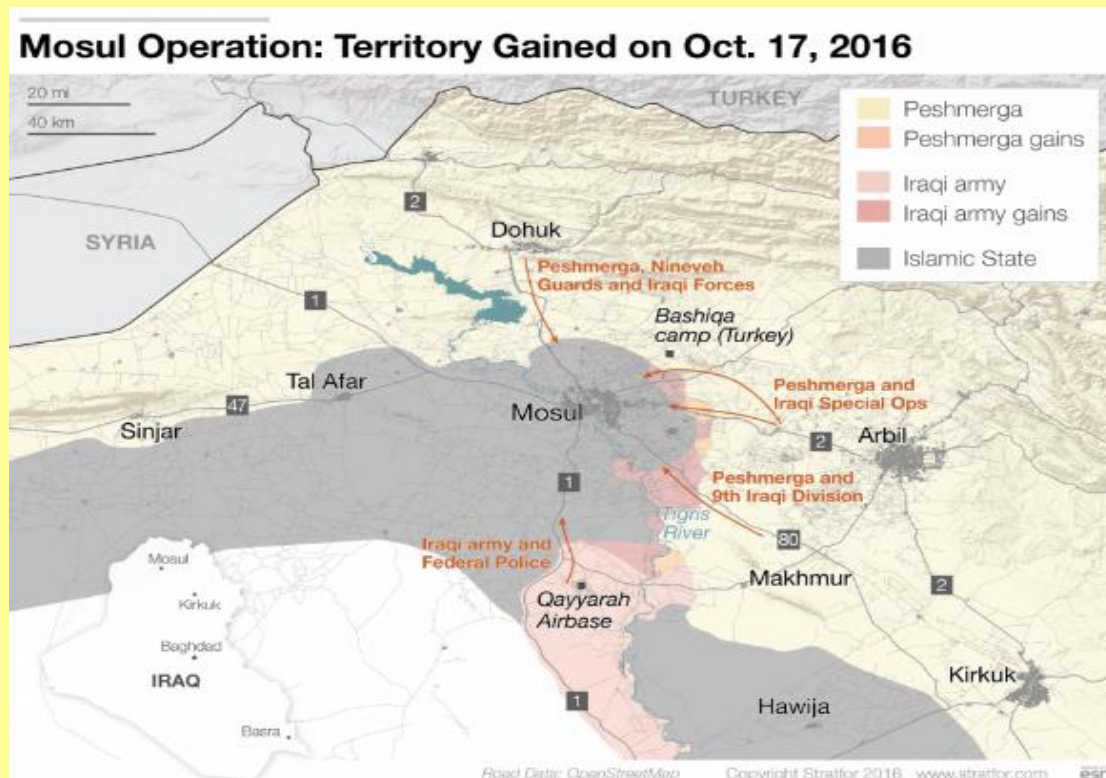 Mosul Operation: Territory Gained on Oct. 17, 2016
20 mi
40 km
TURKEY
Peshmerga
Peshmerga gains
Iraqi army
Iraqi army gains
Islamic State
SYRIA
2
Dohuk
Peshmerga, Nineveh
Guards and Iraqi Forces
1
Bashiqa
camp (Turkey)
Tal Afar
47
Sinjar
Mosul
Peshmerga and
Iraqi Special Ops
2
Arbil
1
Peshmerga and
9th Iraqi Division
Tigris
River
80
Iraqi army and
Federal Police
Makhmur
2
Qayyarah
Airbase
Mosul
Kirkuk
Baghdad
IRAQ
Basra
1
Hawija
Kirkuk
Road Data: OpenStreetMap
Copyright Stratfor 2016 www.stratfor.com
esri